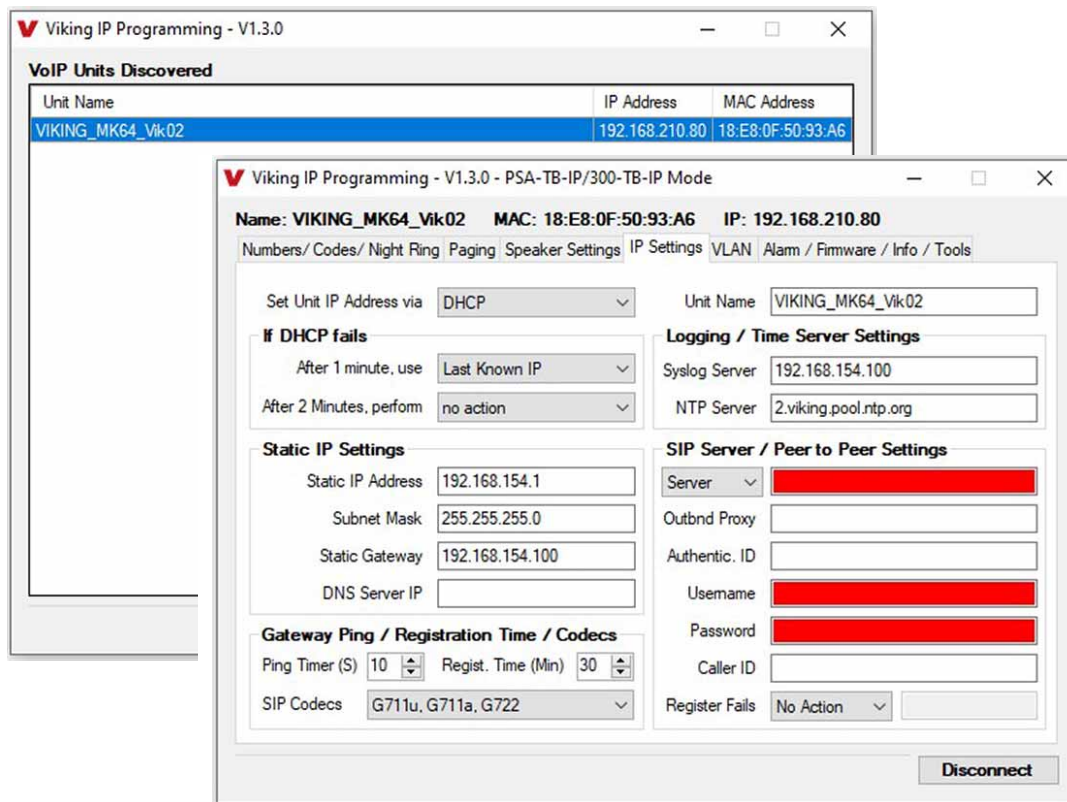 Viking IP Programming - V1.3.0
VoIP Units Discovered
Unit Name IP Address MAC Address
VIKING_MK64_Vik02 192.168.210.80 18:E8:0F:50:93:A6
Viking IP Programming - V1.3.0 - PSA-TB-IP/300-TB-IP Mode
Name: VIKING_MK64_Vik02 MAC: 18:E8:0F:50:93:A6 IP: 192.168.210.80
Numbers/ Codes/ Night Ring Paging Speaker Settings IP Settings VLAN Alarm / Firmware / Info / Tools
Set Unit IP Address via DHCP
If DHCP fails
After 1 minute, use Last Known IP
After 2 Minutes, perform no action
Static IP Settings
Static IP Address 192.168.154.1
Subnet Mask 255.255.255.0
Static Gateway 192.168.154.100
DNS Server IP
Gateway Ping / Registration Time / Codecs
Ping Timer (S) 10 Regist. Time (Min) 30
SIP Codecs G711u, G711a, G722
Unit Name VIKING_MK64_Vik02
Logging / Time Server Settings
Syslog Server 192.168.154.100
NTP Server 2.viking.pool.ntp.org
SIP Server / Peer to Peer Settings
Server
Outbnd Proxy
Authentic. ID
Username
Password
Caller ID
Register Fails No Action
Disconnect